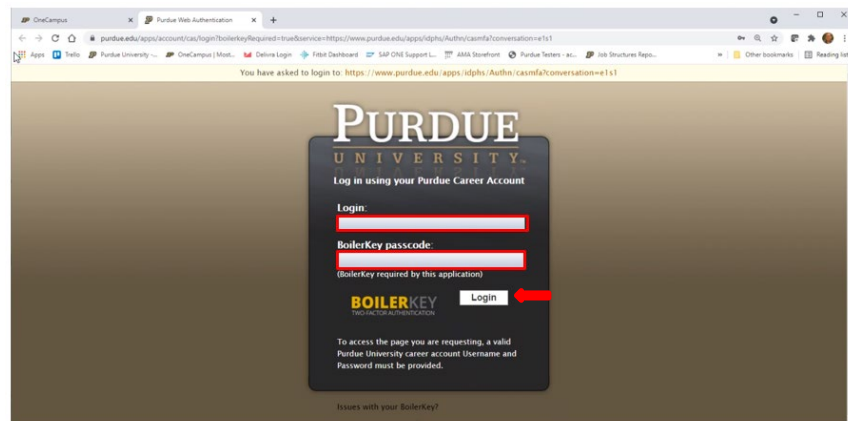 OneCampus
Purdue Web Authentication
purdue.edu/apps/account/cas/login?boilerkeyRequired=true&service=https://www.purdue.edu/apps/idphs/Authn/casmfa?conversation=e1s1
Apps Trello Purdue University -... OneCampus | Most... Delivra Login Fitbit Dashboard SAP ONE Support L... AMA Storefront Purdue Testers - ac... Job Structures Repo... » Other bookmarks Reading list
You have asked to login to: https://www.purdue.edu/apps/idphs/Authn/casmfa?conversation=e1s1
PURDUE
UNIVERSITY™
Log in using your Purdue Career Account
Login:
BoilerKey passcode:
(BoilerKey required by this application)
Login
BOILERKEY
TWO-FACTOR AUTHENTICATION
To access the page you are requesting, a valid
Purdue University career account Username and
Password must be provided.
Issues with your BoilerKey?